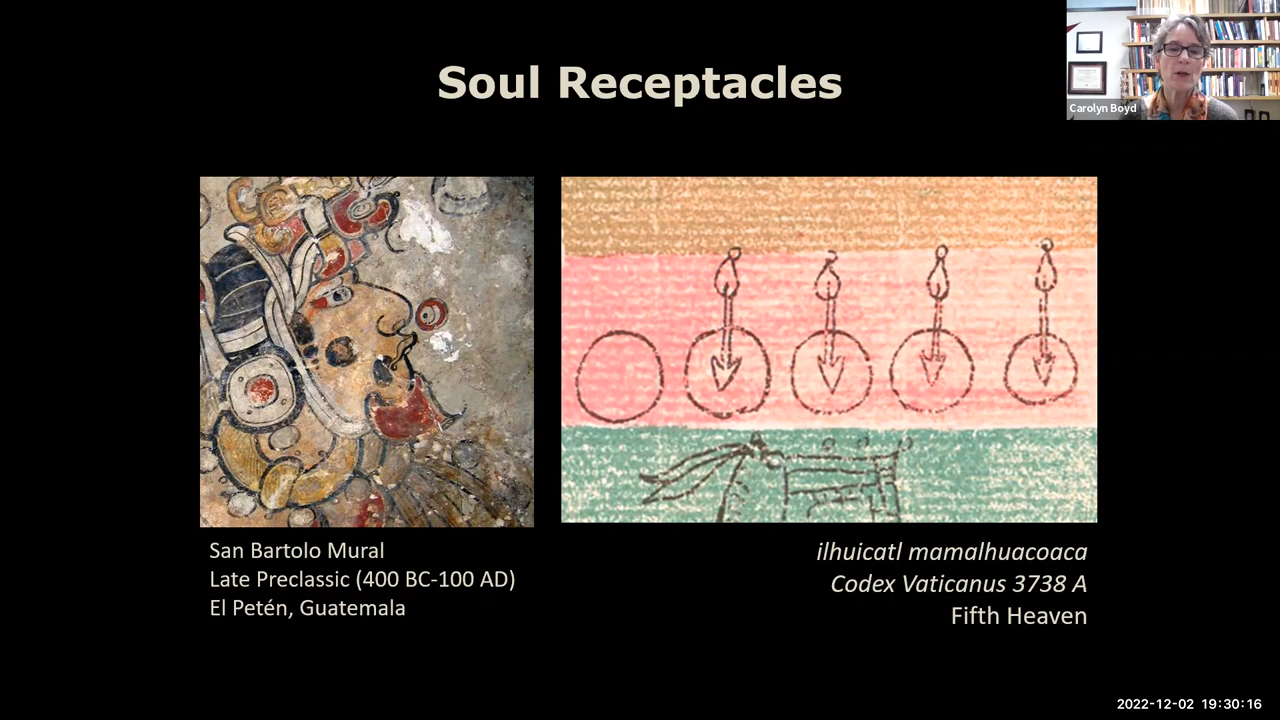 Soul Receptacles
Carolyn Boyd
San Bartolo Mural
Late Preclassic (400 BC-100 AD)
El Petén, Guatemala
ilhuicatl mamalhuacoaca
Codex Vaticanus 3738 A
Fifth Heaven
2022-12-02 19:30:16